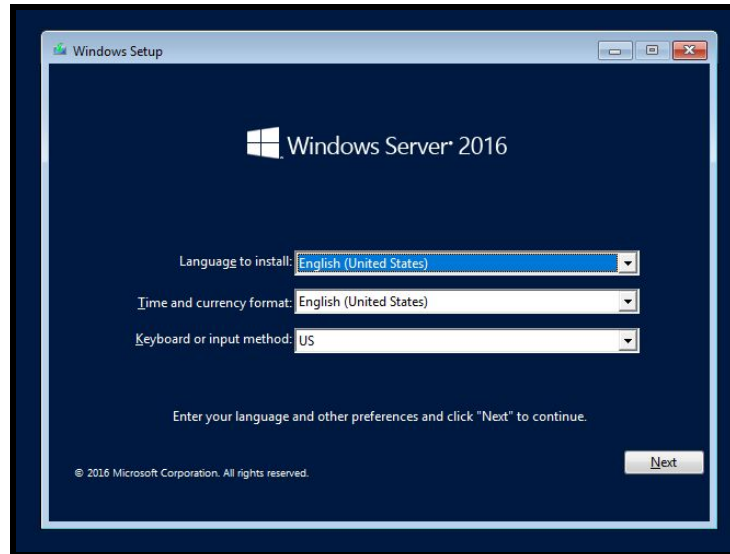 Windows Setup
Windows Server 2016
Language to install: English (United States)
Time and currency format: English (United States)
Keyboard or input method: US
Enter your language and other preferences and click "Next" to continue.
Next
© 2016 Microsoft Corporation. All rights reserved.